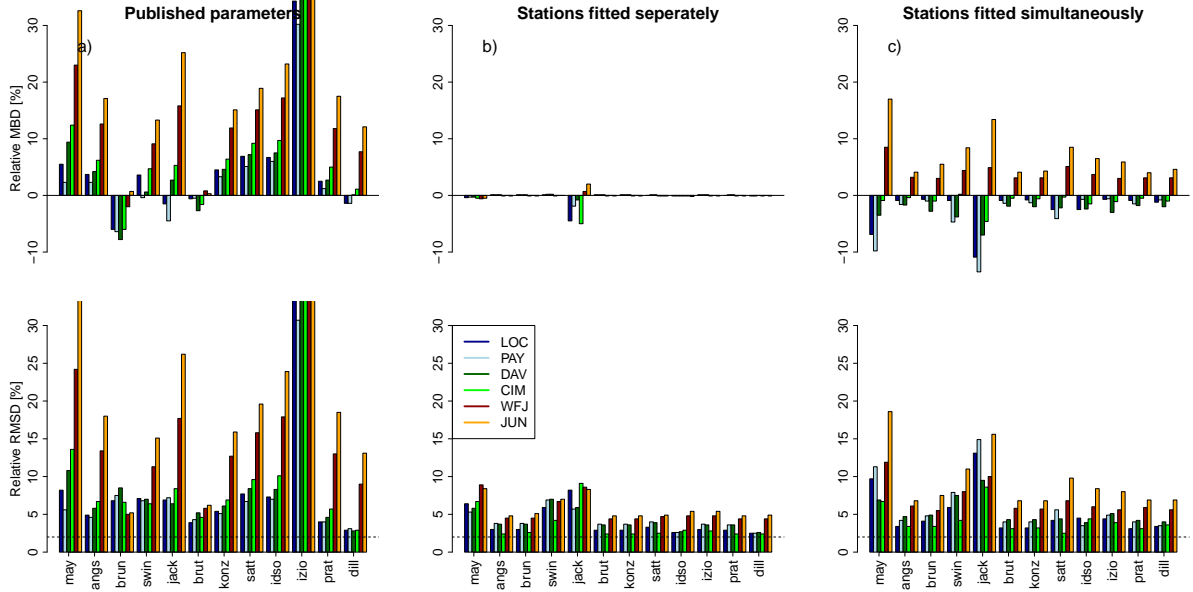 Published parameters
Stations fitted seperately
Stations fitted simultaneously
a)
b)
c)
Relative MBD [%]
30
20
10
0
−10
30
20
10
0
−10
30
20
10
0
−10
Relative RMSD [%]
30
25
20
15
10
5
0
30
25
20
15
10
5
0
30
25
20
15
10
5
0
LOC
PAY
DAV
CIM
WFJ
JUN
may
angs
brun
swin
jack
brut
konz
satt
idso
izio
prat
dill
may
angs
brun
swin
jack
brut
konz
satt
idso
izio
prat
dill
may
angs
brun
swin
jack
brut
konz
satt
idso
izio
prat
dill